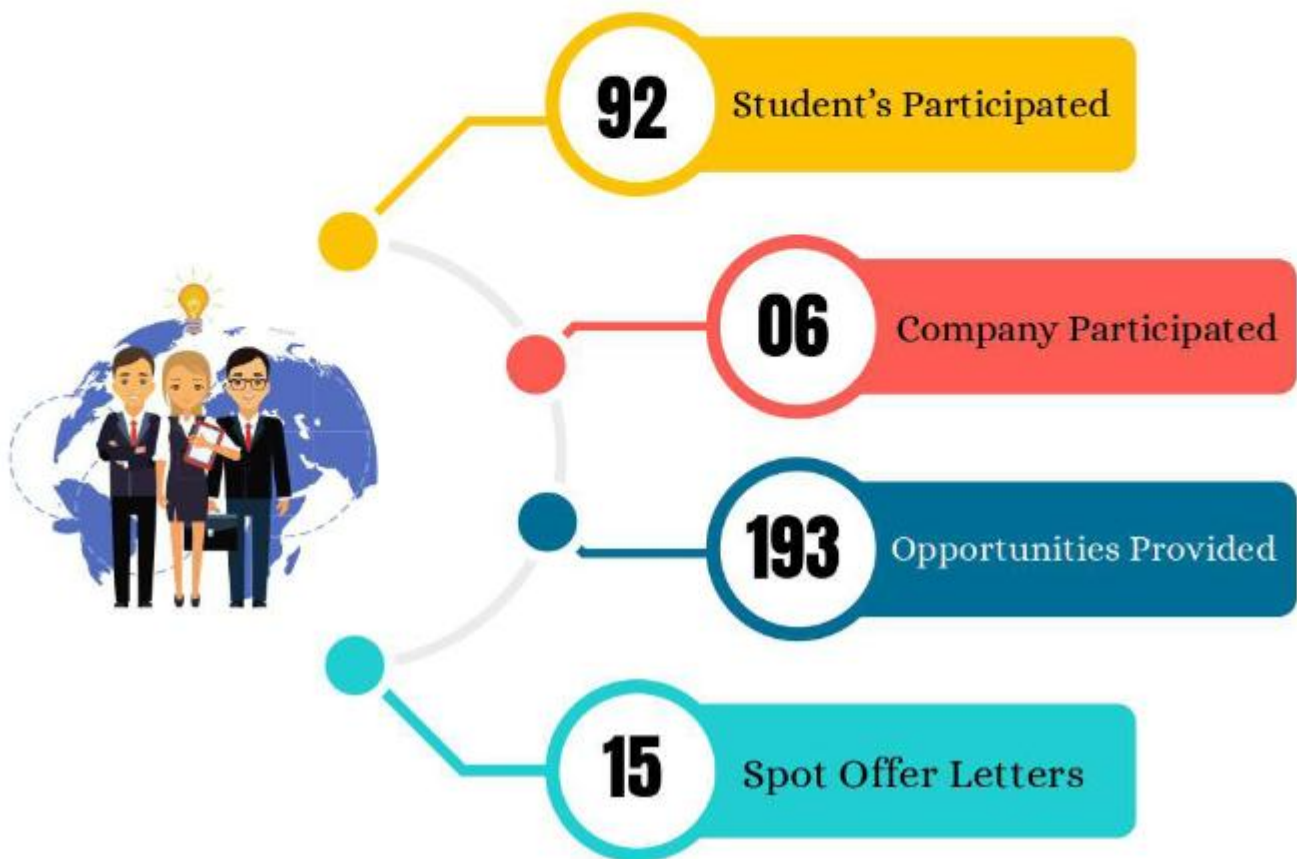 92 Student’s Participated
06 Company Participated
193 Opportunities Provided
15 Spot Offer Letters